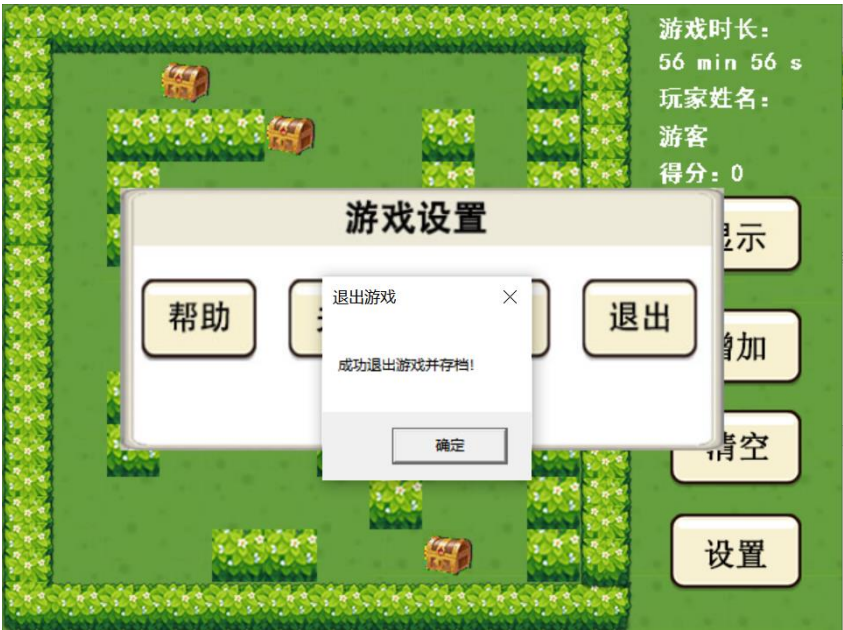 游戏时长:
56 min 56 s
玩家姓名:
游客
得分: 0
游戏设置
显示
帮助
退出
退出游戏
成功退出游戏并存档!
确定
增加
清空
设置